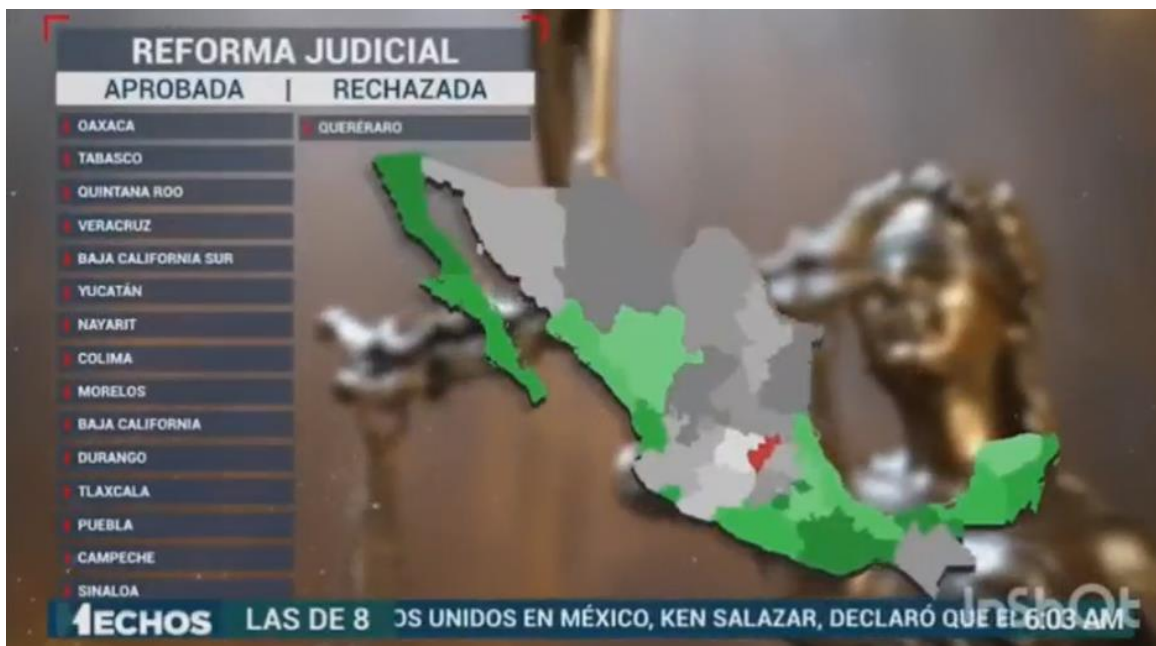 REFORMA JUDICIAL
APROBADA | RECHAZADA
OAXACA
TABASCO
QUINTANA ROO
VERACRUZ
BAJA CALIFORNIA SUR
YUCATÁN
NAYARIT
COLIMA
MORELOS
BAJA CALIFORNIA
DURANGO
TLAXCALA
PUEBLA
CAMPECHE
SINALOA
QUERÉRARO
HECHOS LAS DE 8 OS UNIDOS EN MÉXICO, KEN SALAZAR, DECLARÓ QUE EL 6:03 AM
InShOt